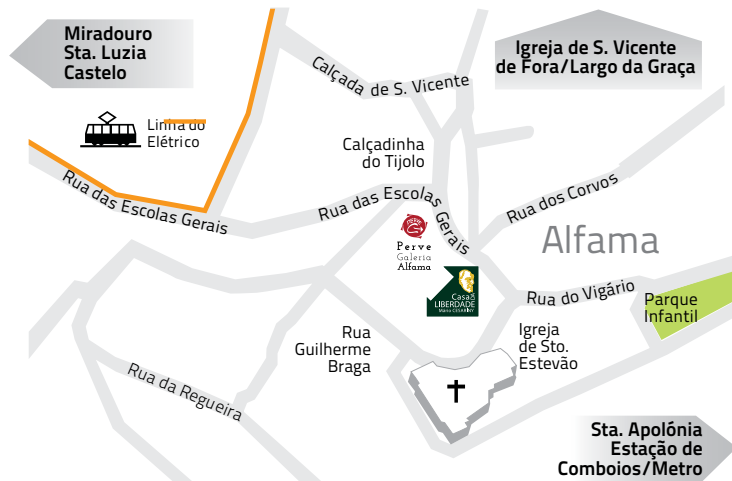 Miradouro
Sta. Luzia
Castelo
Igreja de S. Vicente
de Fora/Largo da Graça
Calçada de S. Vicente
Linha do
Elétrico
Calçadinha
do Tijolo
Rua das Escolas Gerais
Rua das Escolas Gerais
Rua dos Corvos
Perve
Galeria
Alfama
Alfama
Casa da
LIBERDADE
Mário CESARINY
Rua do Vigário
Parque
Infantil
Rua
Guilherme
Braga
Igreja
de Sto.
Estevão
Rua da Regueira
Sta. Apolónia
Estação de
Comboios/Metro